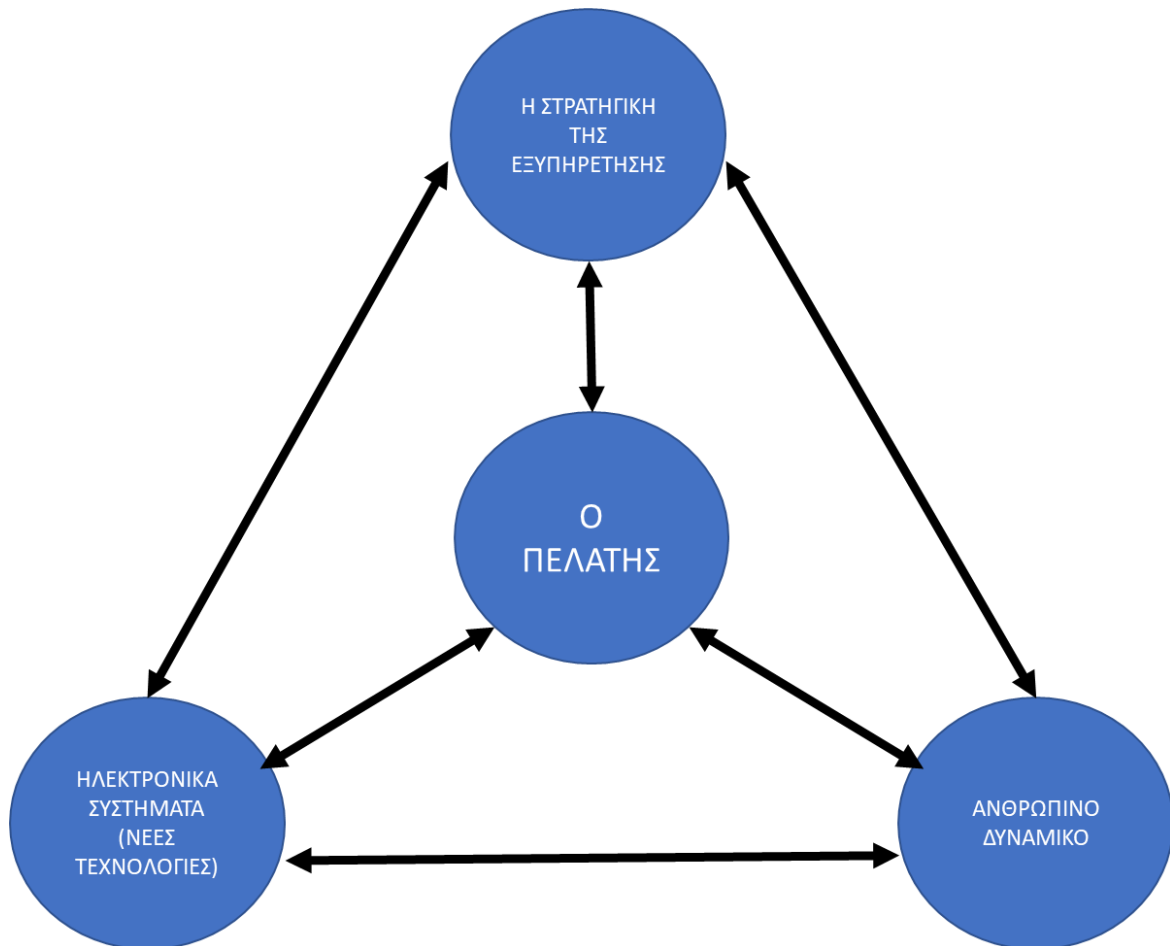 Η ΣΤΡΑΤΗΓΙΚΗ
ΤΗΣ
ΕΞΥΠΗΡΕΤΗΣΗΣ
Ο
ΠΕΛΑΤΗΣ
ΗΛΕΚΤΡΟΝΙΚΑ
ΣΥΣΤΗΜΑΤΑ
(ΝΕΕΣ
ΤΕΧΝΟΛΟΓΙΕΣ)
ΑΝΘΡΩΠΙΝΟ
ΔΥΝΑΜΙΚΟ